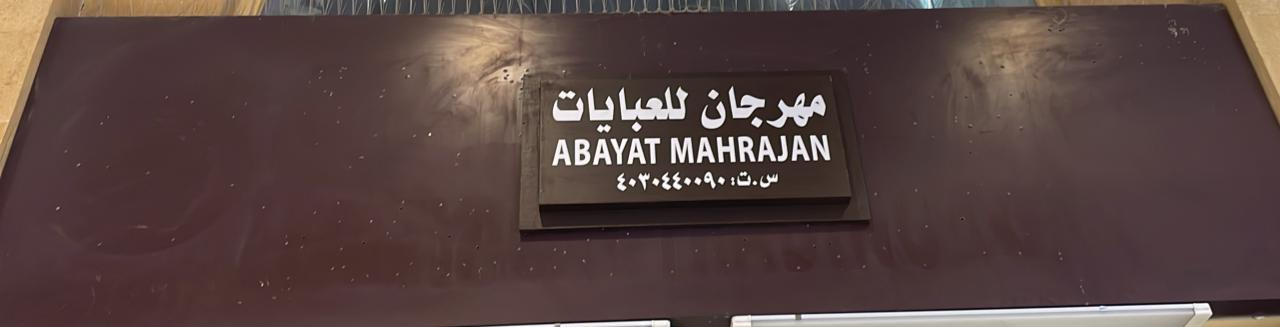 مهرجان للعبايات
ABAYAT MAHRAJAN
س.ت: ٤٠٣٠٤٤٠٠٩٠